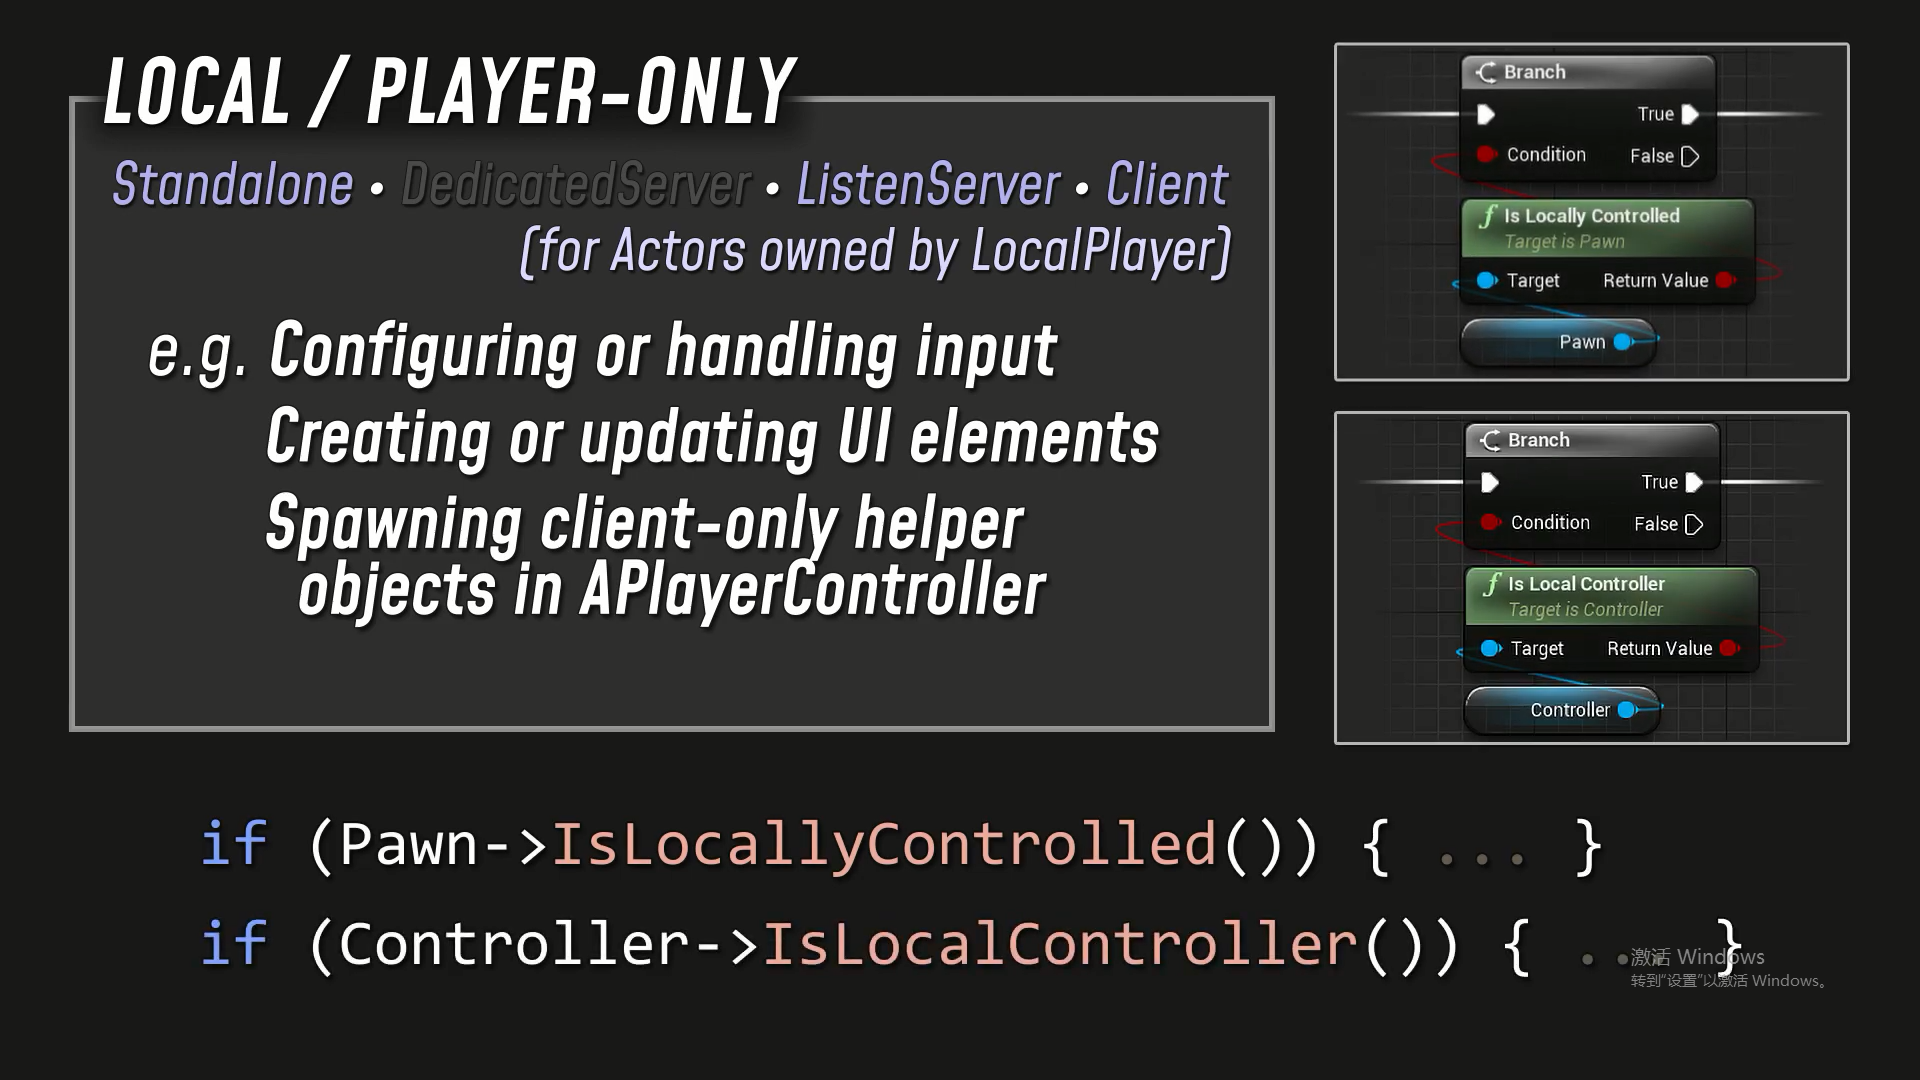 LOCAL / PLAYER-ONLY
Standalone • DedicatedServer • ListenServer • Client
(for Actors owned by LocalPlayer)
e.g. Configuring or handling input
Creating or updating UI elements
Spawning client-only helper
objects in APlayerController
Branch
True
Condition False
f Is Locally Controlled
Target is Pawn
Target Return Value
Pawn
Branch
True
Condition False
f Is Local Controller
Target is Controller
Target Return Value
Controller
if (Pawn->IsLocallyControlled()) { ... }
if (Controller->IsLocalController()) { ... }
激活 Windows
转到"设置"以激活 Windows。